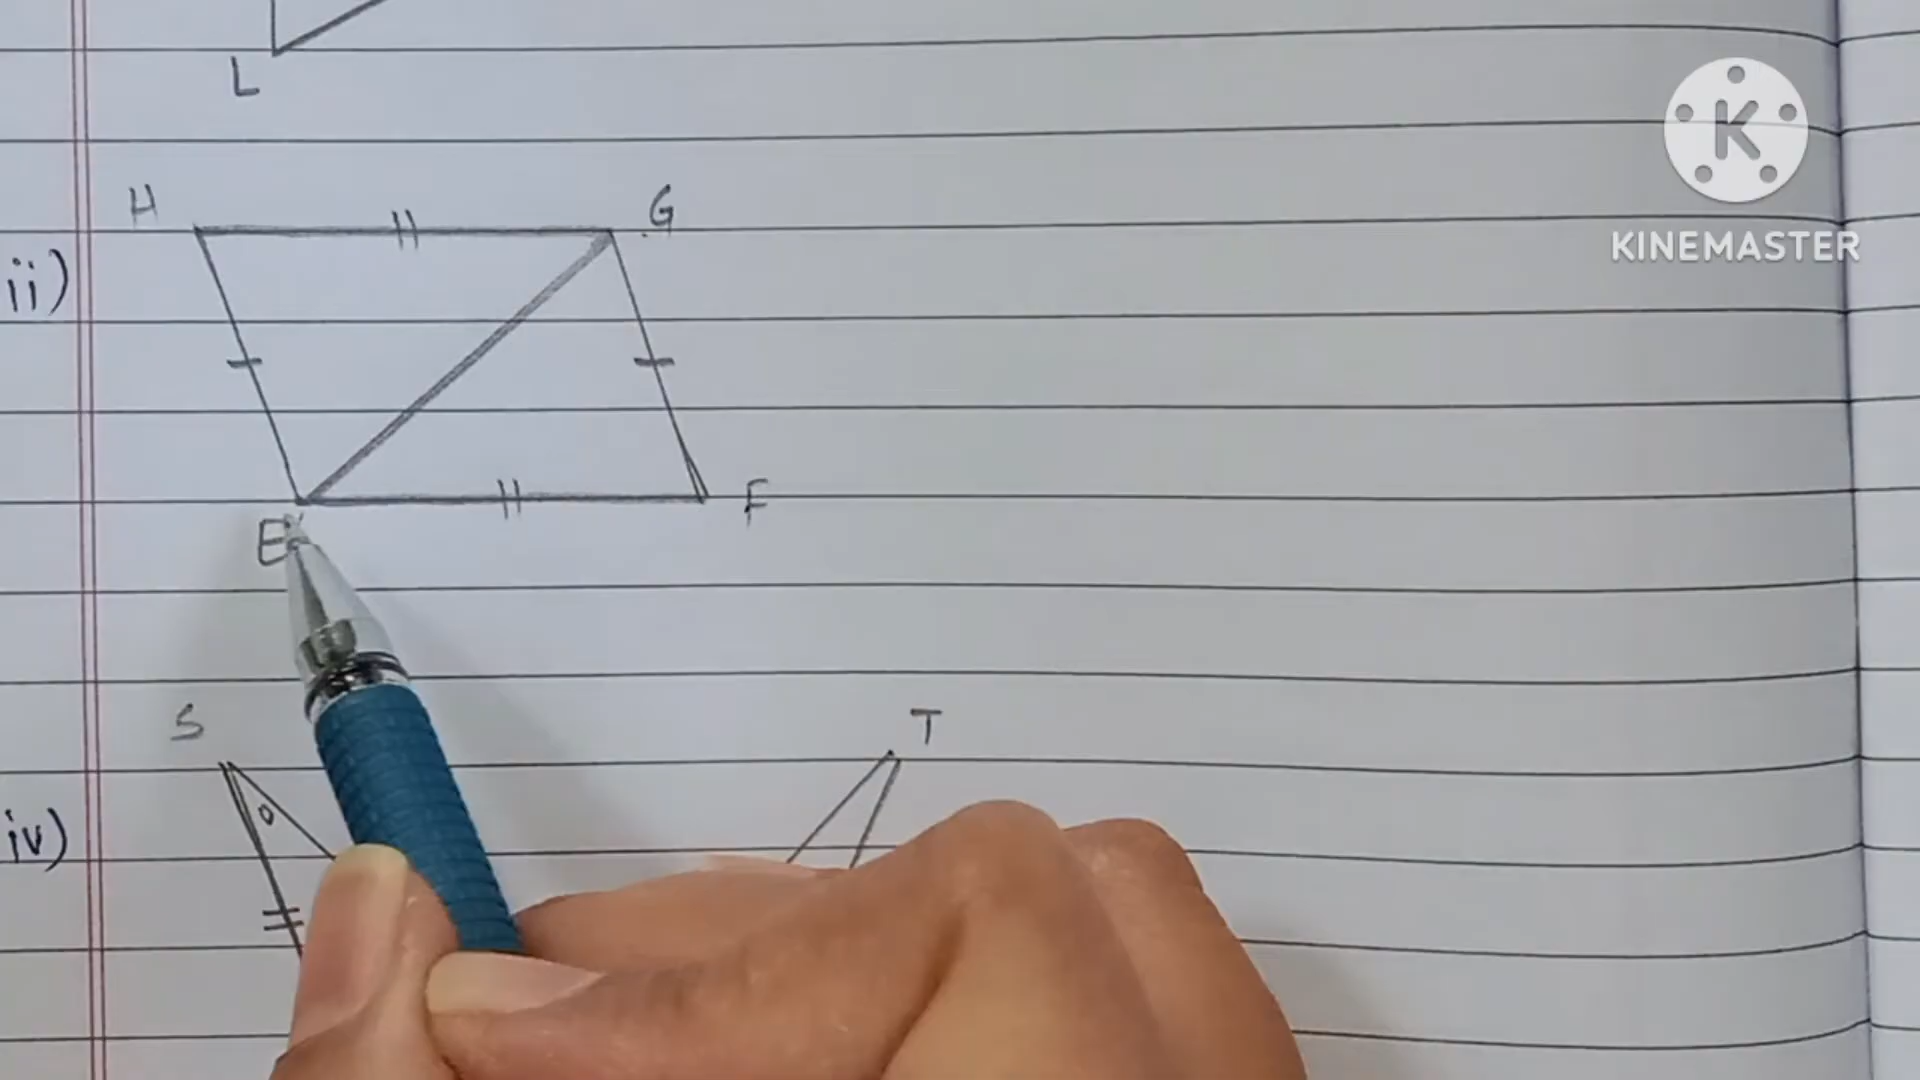 L
H G
ii)
E F
S T
iv)
K
KINEMASTER